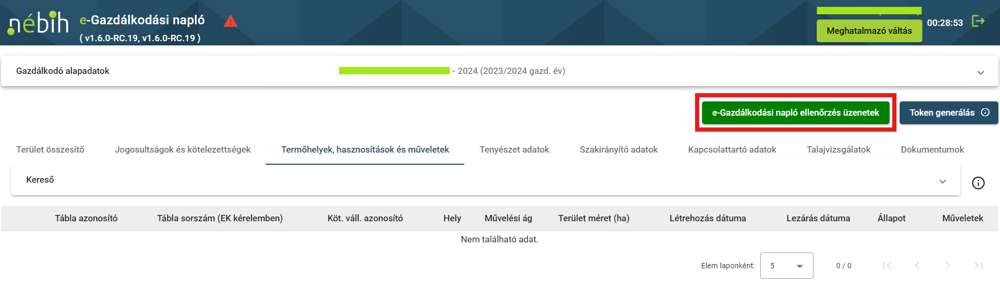 nébih
e-Gazdálkodási napló
( v1.6.0-RC.19, v1.6.0-RC.19 )
Meghatalmazó váltás
00:28:53
Gazdálkodó alapadatok
- 2024 (2023/2024 gazd. év)
e-Gazdálkodási napló ellenőrzés üzenetek
Token generálás
Terület összesítő
Jogosultságok és kötelezettségek
Termőhelyek, hasznosítások és műveletek
Tenyészet adatok
Szakirányító adatok
Kapcsolattartó adatok
Talajvizsgálatok
Dokumentumok
Kereső
Tábla azonosító
Tábla sorszám (EK kérelemben)
Köt. váll. azonosító
Hely
Művelési ág
Terület méret (ha)
Létrehozás dátuma
Lezárás dátuma
Állapot
Műveletek
Nem található adat.
Elem laponként:
5
0 / 0